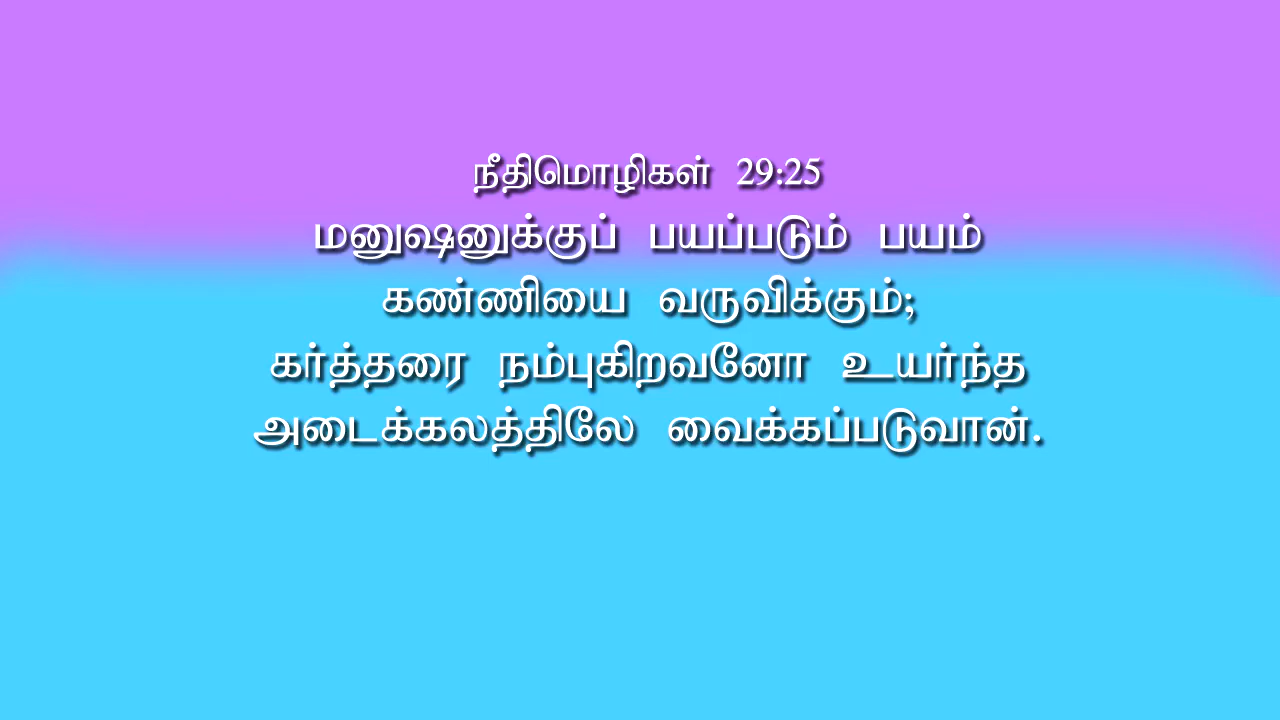 நீதிமொழிகள் 29:25
மனுஷனுக்குப் பயப்படும் பயம்
கண்ணியை வருவிக்கும்;
கர்த்தரை நம்புகிறவனோ உயர்ந்த
அடைக்கலத்திலே வைக்கப்படுவான்.